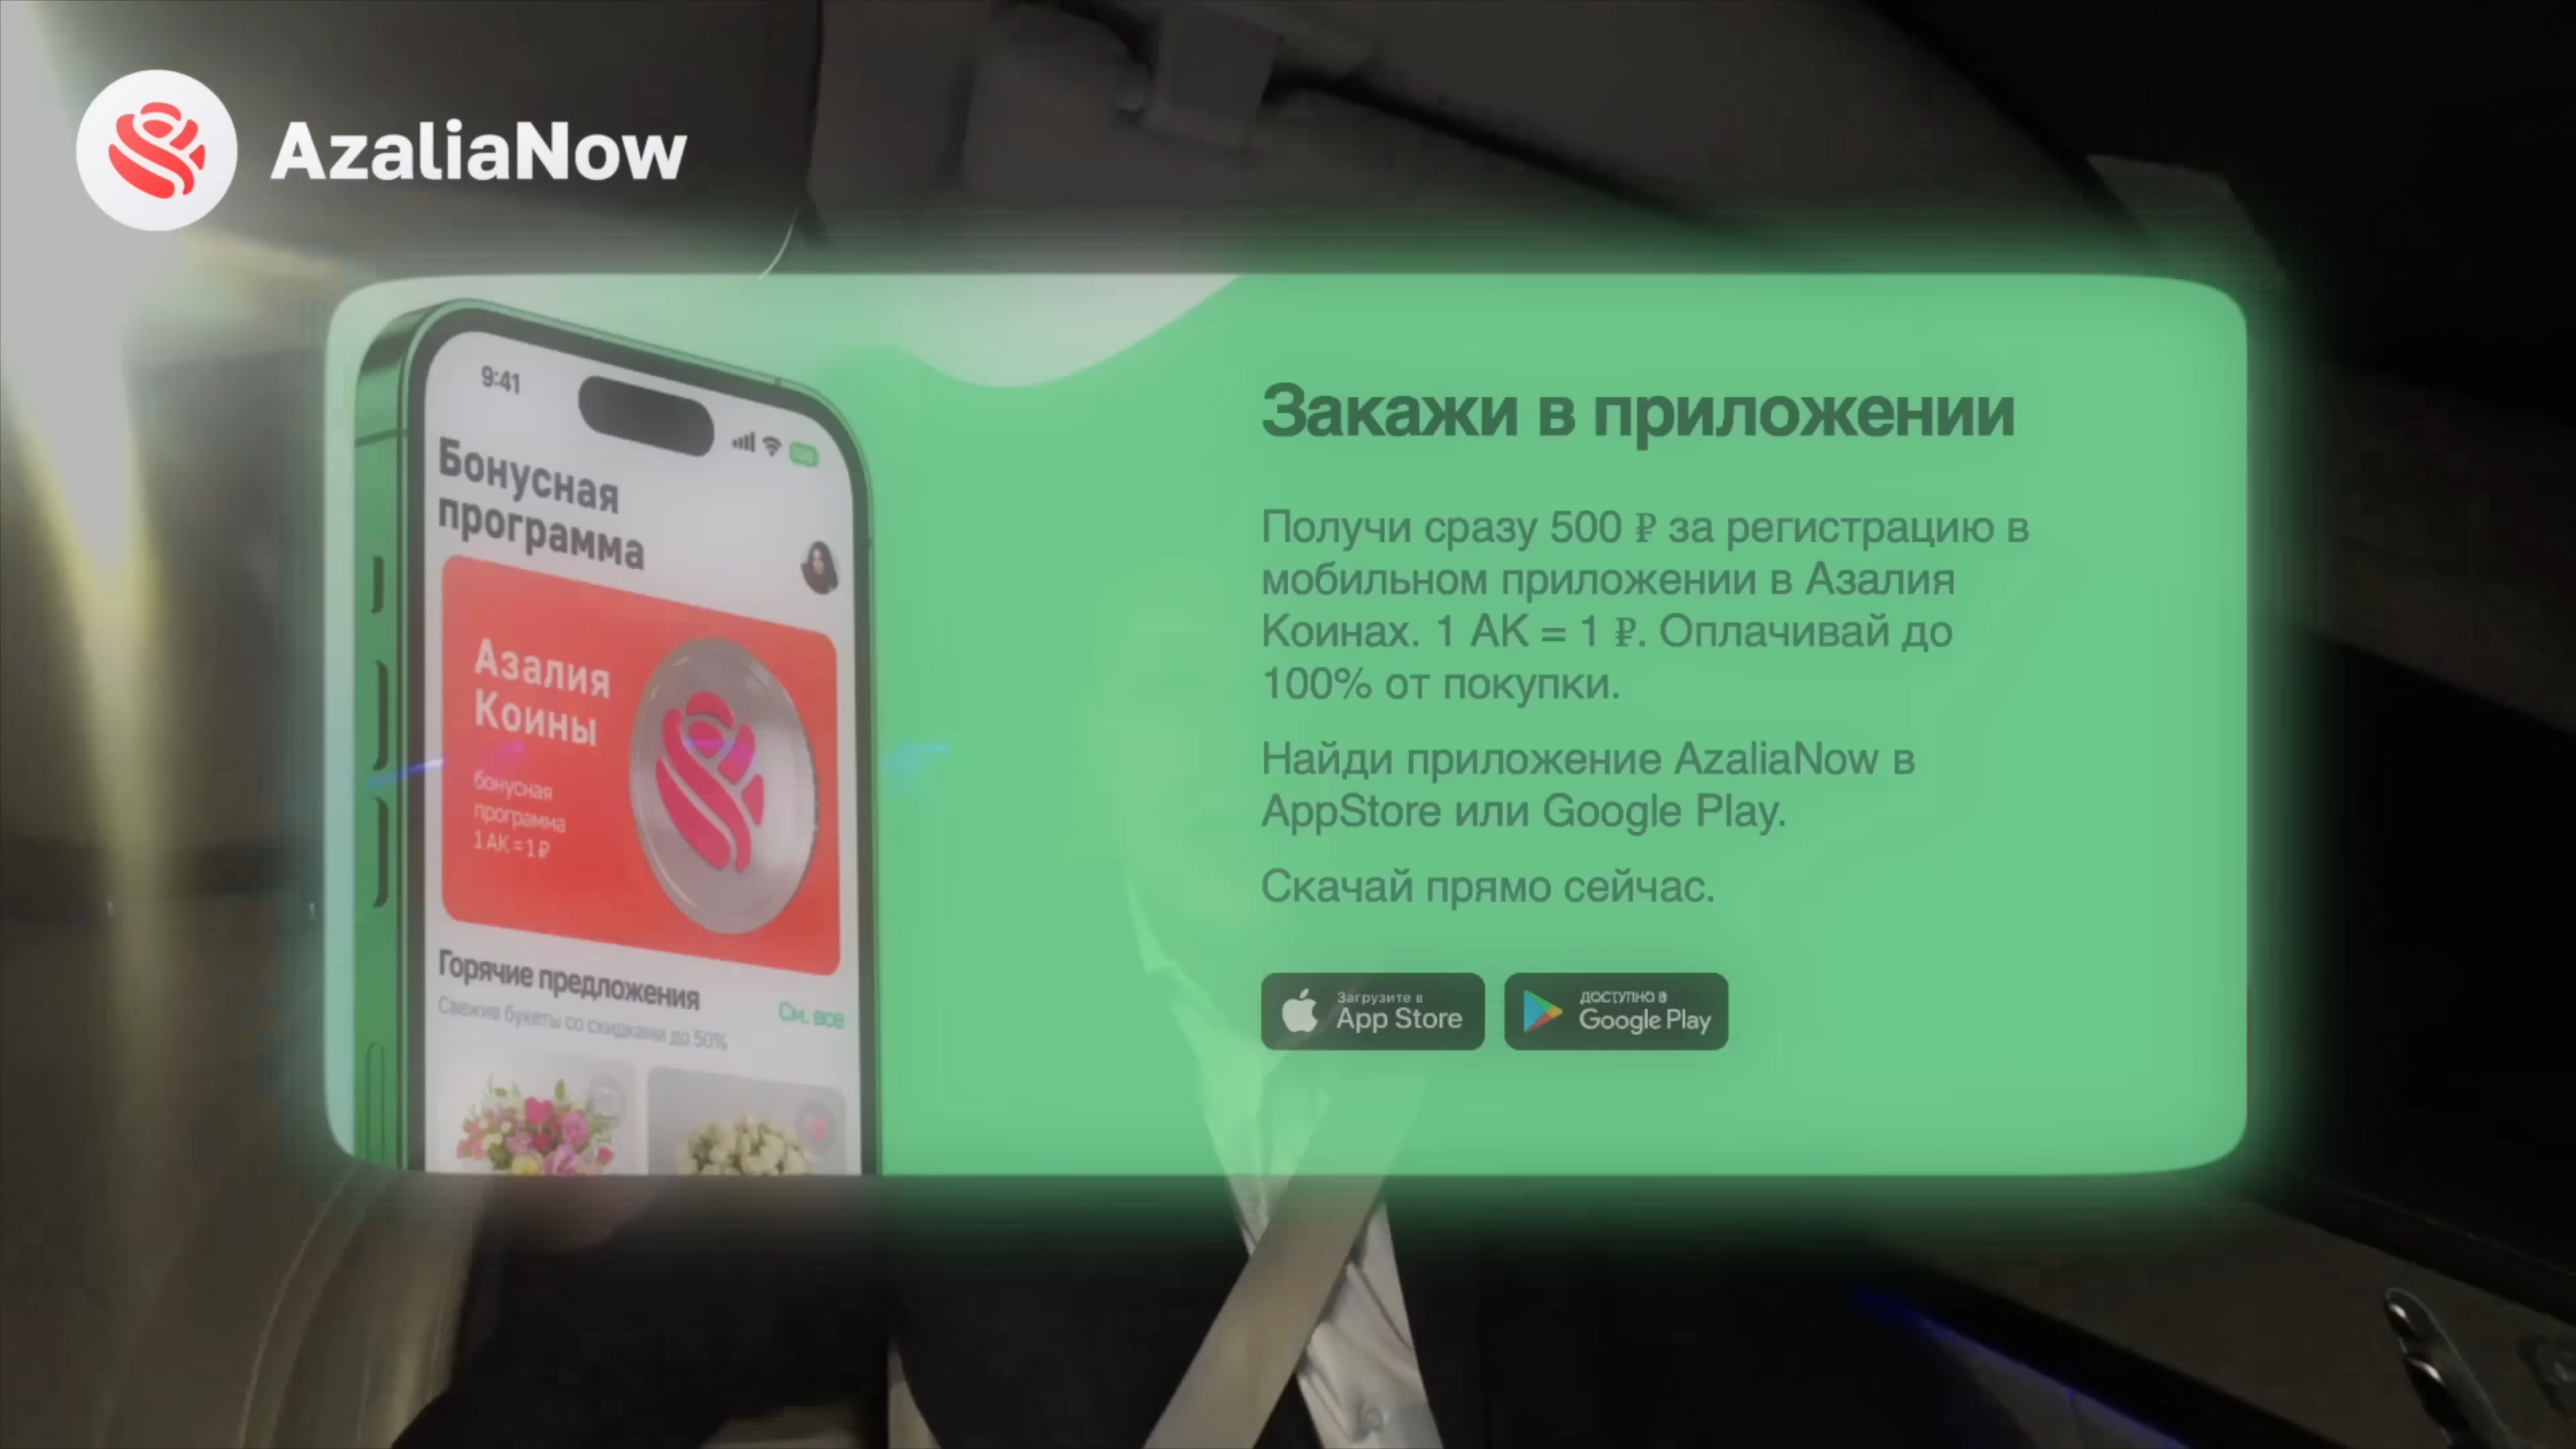 AzaliaNow
9:41
Бонусная
программа
Азалия
Коины
бонусная
программа
1 АК = 1 ₽
Горячие предложения
См. все
Свежие букеты со скидками до 50%
Закажи в приложении
Получи сразу 500 ₽ за регистрацию в
мобильном приложении в Азалия
Коинах. 1 АК = 1 ₽. Оплачивай до
100% от покупки.
Найди приложение AzaliaNow в
AppStore или Google Play.
Скачай прямо сейчас.
Загрузите в
App Store
ДОСТУПНО В
Google Play